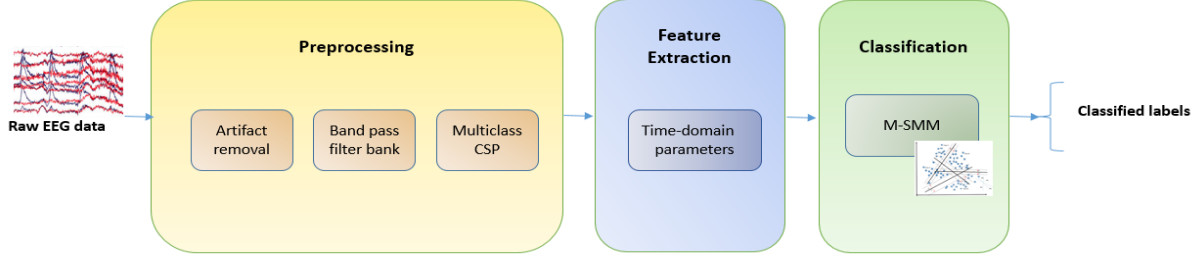 Raw EEG data
Preprocessing
Artifact
removal
Band pass
filter bank
Multiclass
CSP
Feature
Extraction
Time-domain
parameters
Classification
M-SMM
Classified labels